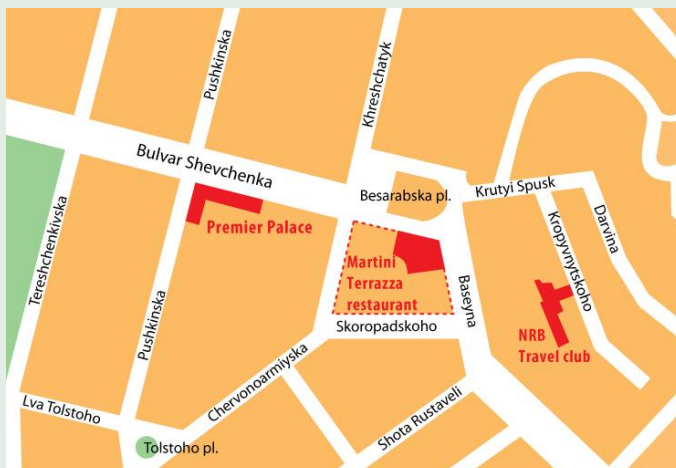 Pushkinska
Khreshchatyk
Bulvar Shevchenka
Besarabska pl.
Krutyi Spusk
Tereshchenkivska
Premier Palace
Martini
Terrazza
restaurant
Baseyna
Kropyvnytskoho
Darvina
Pushkinska
Skoropadskoho
NRB
Travel club
Chervonoarmiyska
Lva Tolstoho
Shota Rustaveli
Tolstoho pl.